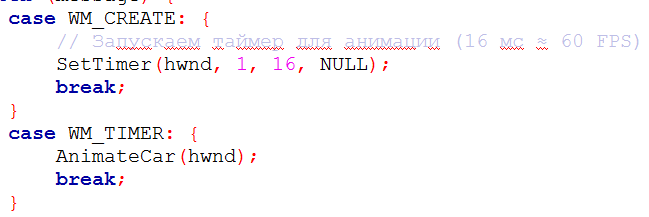 case WM_CREATE: {
// Запускаем таймер для анимации (16 мс ≈ 60 FPS)
SetTimer(hwnd, 1, 16, NULL);
break;
}
case WM_TIMER: {
AnimateCar(hwnd);
break;
}